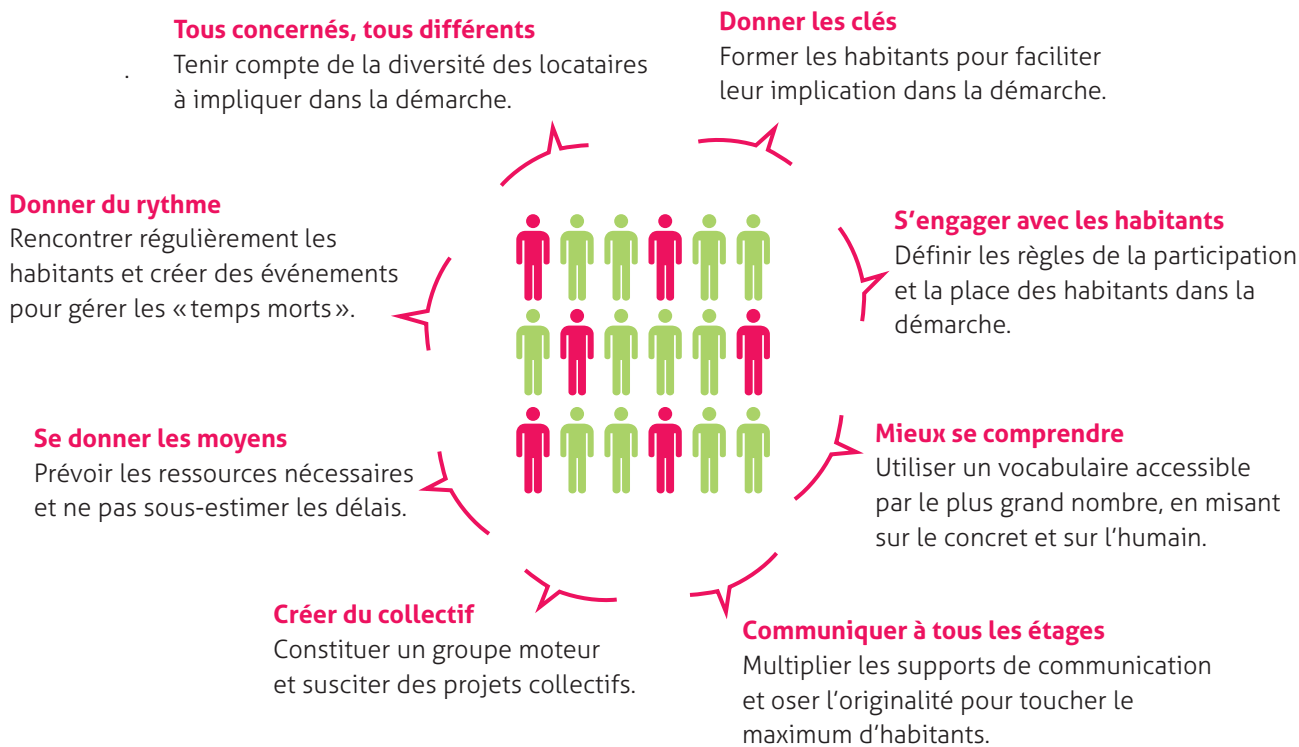 Tous concernés, tous différents
Tenir compte de la diversité des locataires
à impliquer dans la démarche.
.
Donner les clés
Former les habitants pour faciliter
leur implication dans la démarche.
S’engager avec les habitants
Définir les règles de la participation
et la place des habitants dans la
démarche.
Mieux se comprendre
Utiliser un vocabulaire accessible
par le plus grand nombre, en misant
sur le concret et sur l’humain.
Communiquer à tous les étages
Multiplier les supports de communication
et oser l’originalité pour toucher le
maximum d’habitants.
Créer du collectif
Constituer un groupe moteur
et susciter des projets collectifs.
Se donner les moyens
Prévoir les ressources nécessaires
et ne pas sous-estimer les délais.
Donner du rythme
Rencontrer régulièrement les
habitants et créer des événements
pour gérer les « temps morts ».